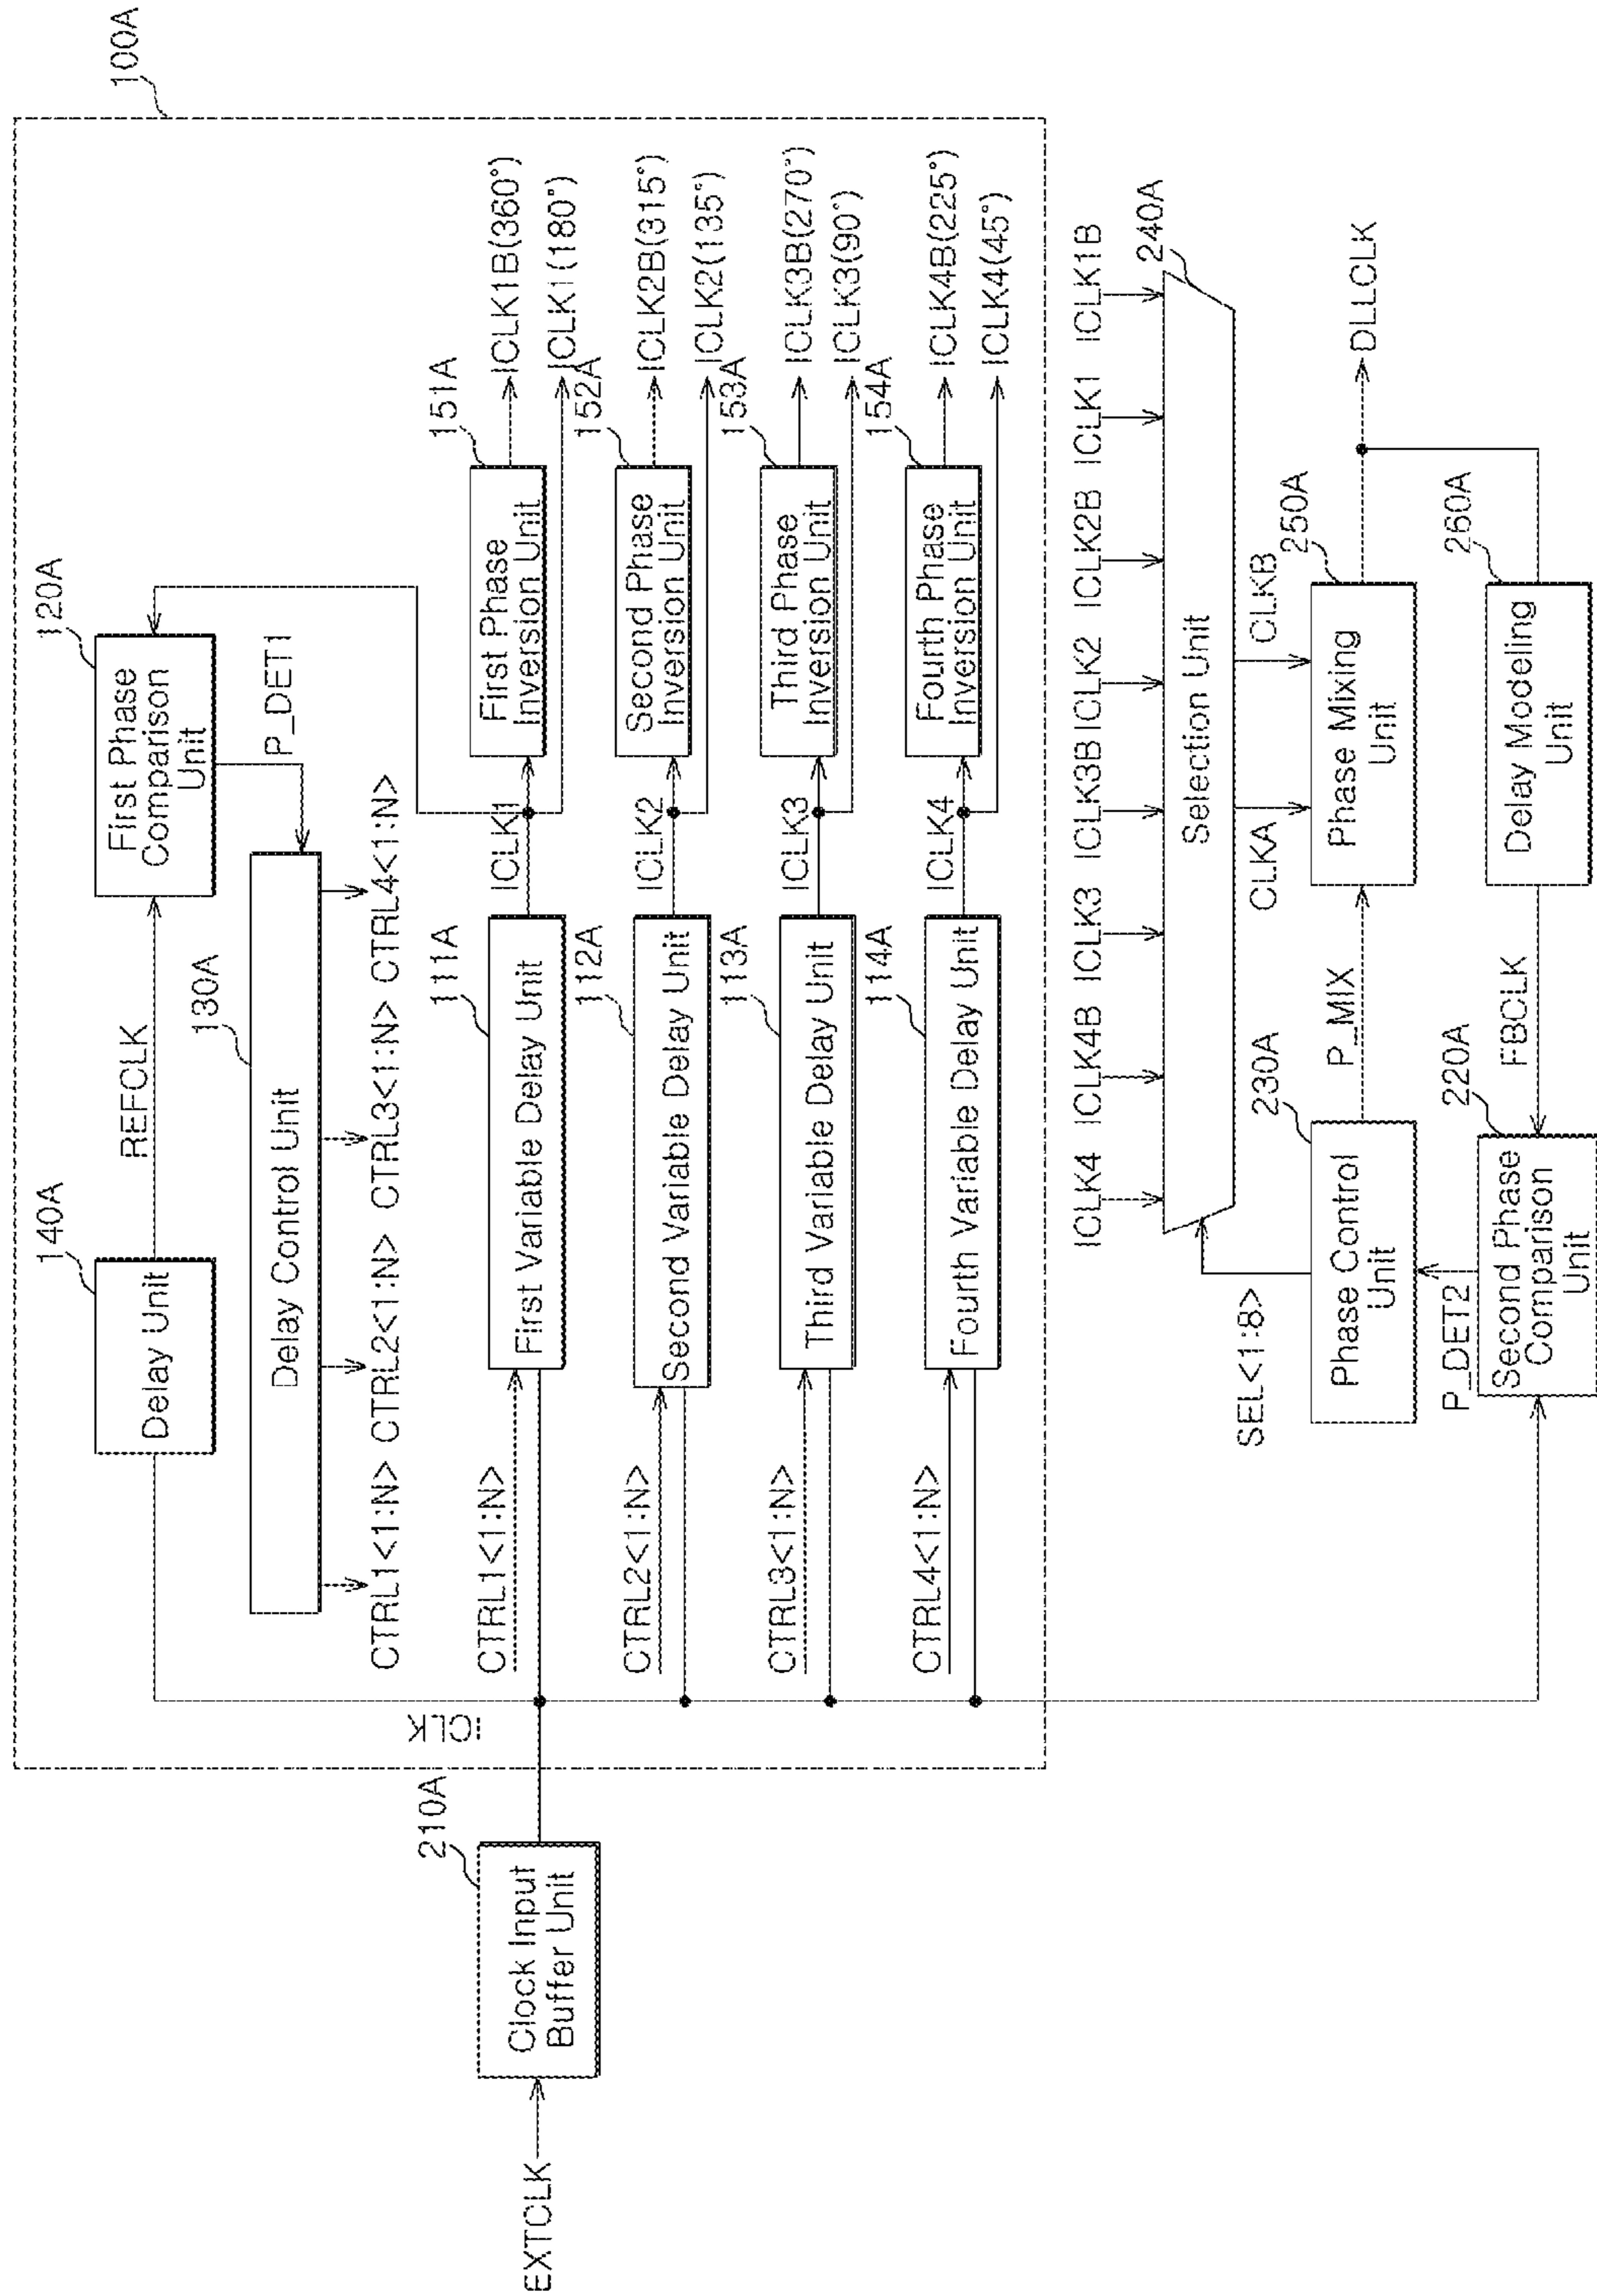 100A
120A
First Phase
Comparison
Unit
P_DET1
REFCLK
140A
Delay Unit
130A
Delay Control Unit
CTRL1<1:N> CTRL2<1:N> CTRL3<1:N> CTRL4<1:N>
ICLK
210A
Clock Input
Buffer Unit
EXTCLK
CTRL1<1:N>
111A
First Variable Delay Unit
ICLK1
151A
First Phase
Inversion Unit
ICLK1B(360°)
ICLK1(180°)
CTRL2<1:N>
112A
Second Variable Delay Unit
ICLK2
152A
Second Phase
Inversion Unit
ICLK2B(315°)
ICLK2(135°)
CTRL3<1:N>
113A
Third Variable Delay Unit
ICLK3
153A
Third Phase
Inversion Unit
ICLK3B(270°)
ICLK3(90°)
CTRL4<1:N>
114A
Fourth Variable Delay Unit
ICLK4
154A
Fourth Phase
Inversion Unit
ICLK4B(225°)
ICLK4(45°)
ICLK4 ICLK4B ICLK3 ICLK3B ICLK2 ICLK2B ICLK1 ICLK1B
240A
Selection Unit
SEL<1:8>
CLKA
CLKB
230A
Phase Control
Unit
P_MIX
250A
Phase Mixing
Unit
DLLCLK
P_DET2
220A
Second Phase
Comparison
Unit
FBCLK
260A
Delay Modeling
Unit